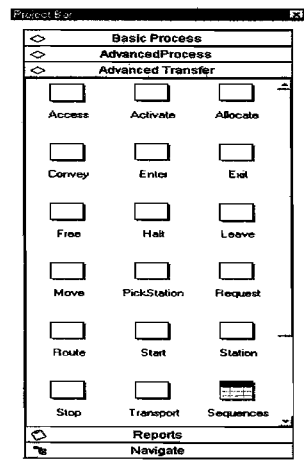 Project Bar
Basic Process
AdvancedProcess
Advanced Transfer
Access Activate Allocate
Convey Enter Exit
Free Halt Leave
Move PickStation Request
Route Start Station
Stop Transport Sequences
Reports
Navigate